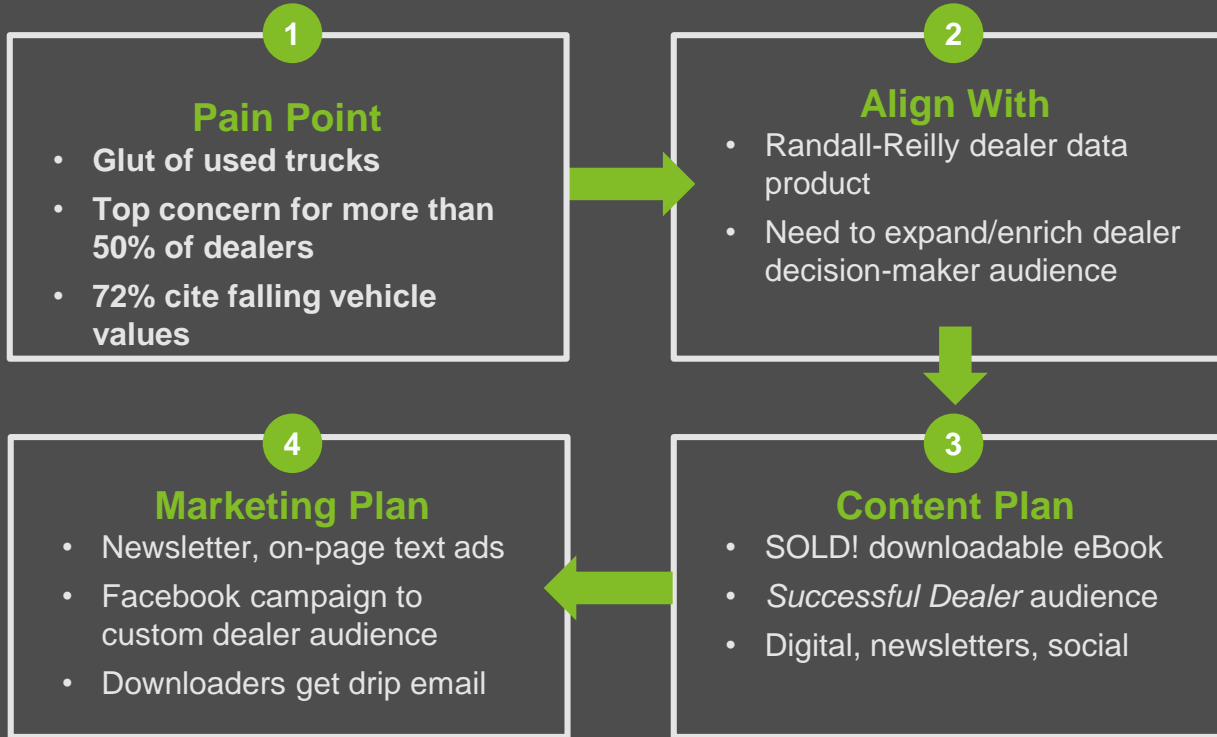 1
Pain Point
• Glut of used trucks
• Top concern for more than
50% of dealers
• 72% cite falling vehicle
values
2
Align With
• Randall-Reilly dealer data
product
• Need to expand/enrich dealer
decision-maker audience
3
Content Plan
• SOLD! downloadable eBook
• Successful Dealer audience
• Digital, newsletters, social
4
Marketing Plan
• Newsletter, on-page text ads
• Facebook campaign to
custom dealer audience
• Downloaders get drip email